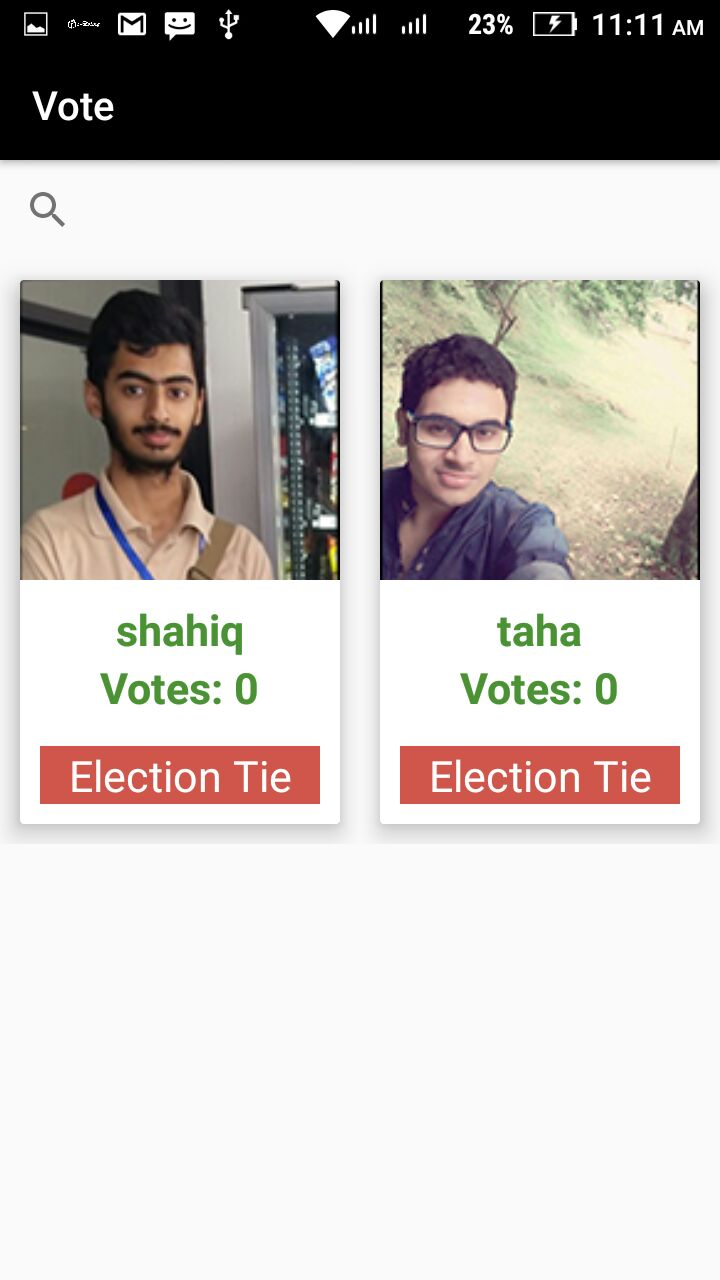 23% 11:11 AM
Vote
shahiq
Votes: 0
Election Tie
taha
Votes: 0
Election Tie